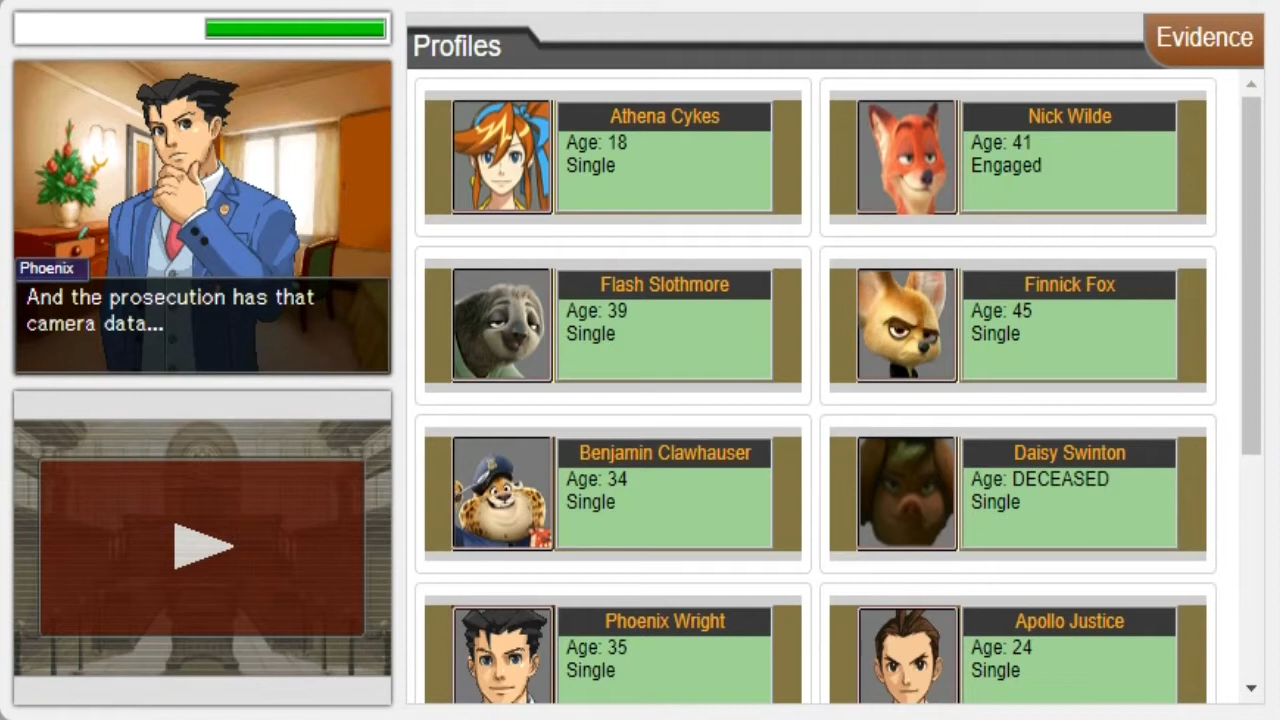 Profiles
Evidence
Athena Cykes
Age: 18
Single
Nick Wilde
Age: 41
Engaged
Phoenix
And the prosecution has that
camera data...
Flash Slothmore
Age: 39
Single
Finnick Fox
Age: 45
Single
Benjamin Clawhauser
Age: 34
Single
Daisy Swinton
Age: DECEASED
Single
Phoenix Wright
Age: 35
Single
Apollo Justice
Age: 24
Single